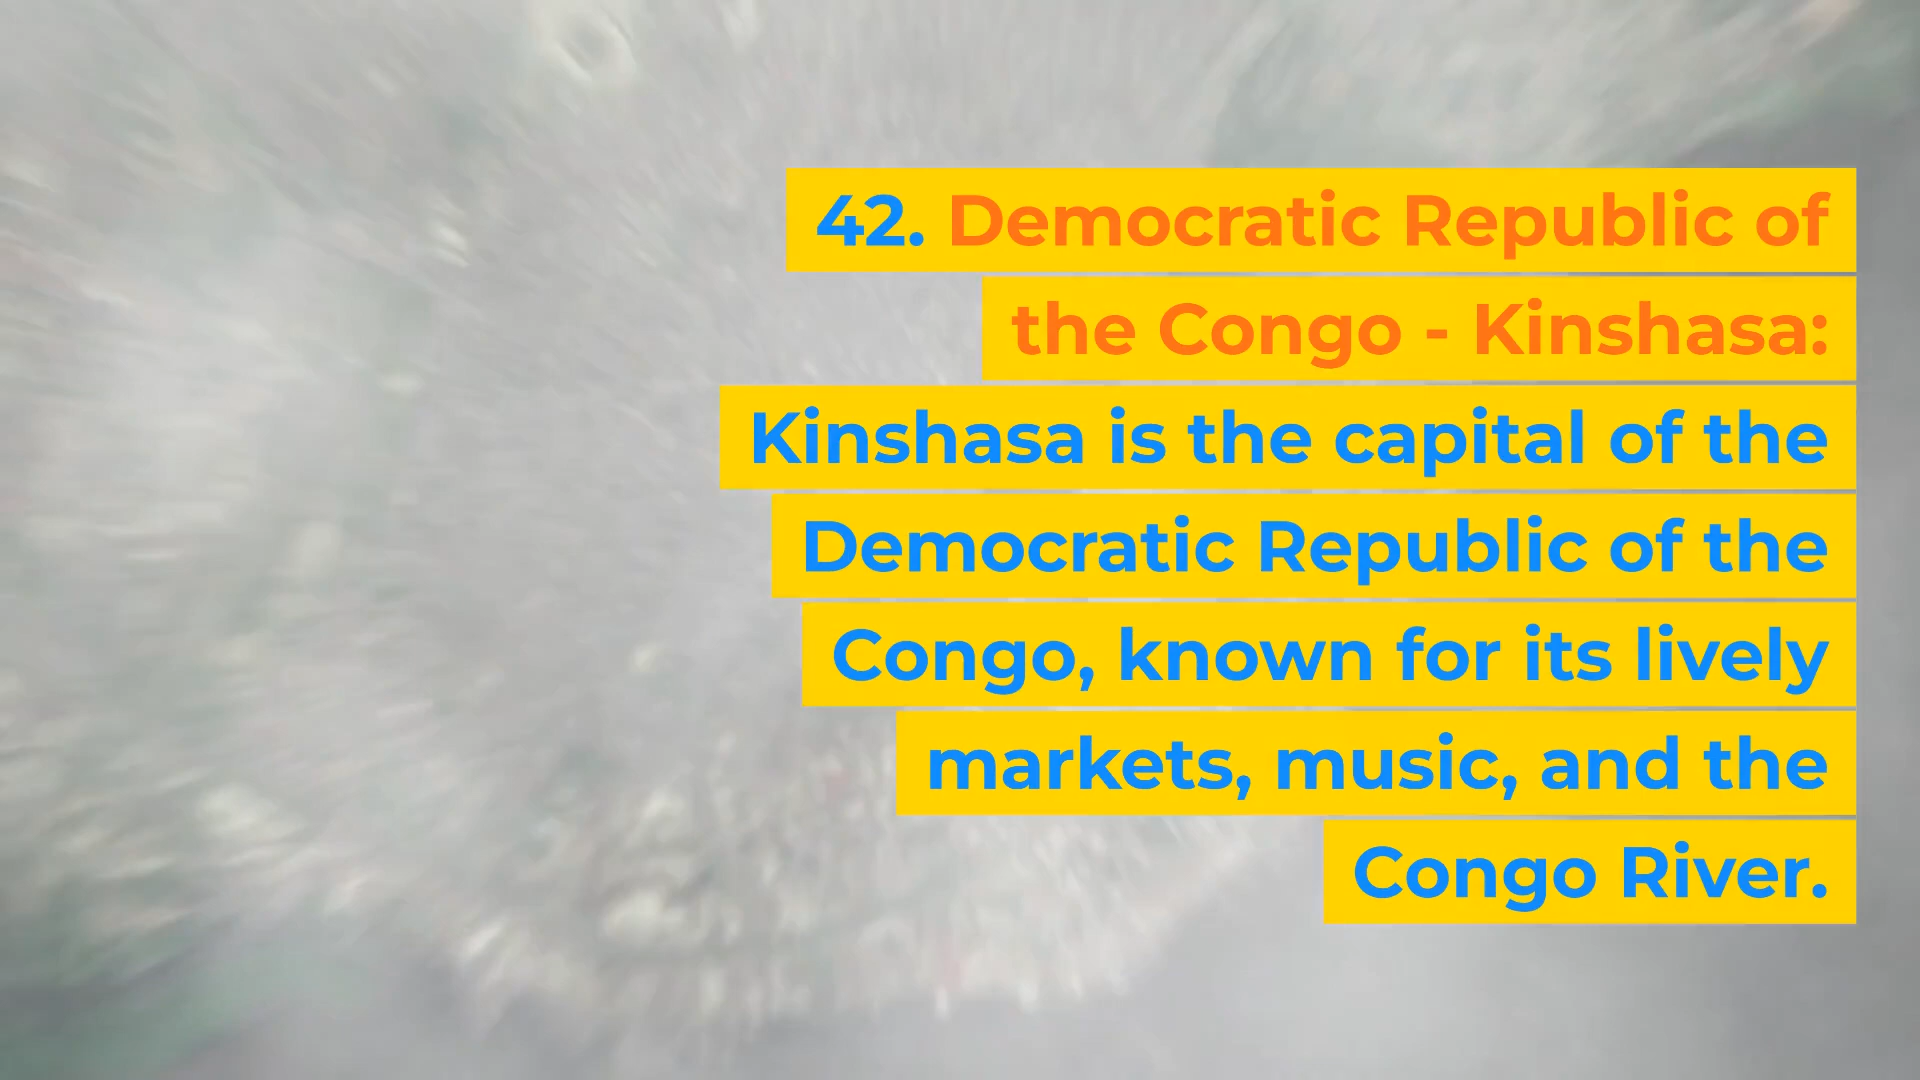 42. Democratic Republic of
the Congo - Kinshasa:
Kinshasa is the capital of the
Democratic Republic of the
Congo, known for its lively
markets, music, and the
Congo River.